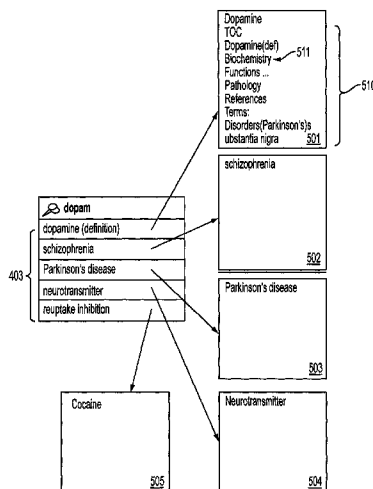 Dopamine
TOC
Dopamine(def)
Biochemistry
511
Functions ...
Pathology
References
Terms:
Disorders(Parkinson's)s
ubstantia nigra
501
510
schizophrenia
502
dopam
dopamine (definition)
schizophrenia
Parkinson's disease
neurotransmitter
reuptake inhibition
403
Parkinson's disease
503
Cocaine
505
Neurotransmitter
504